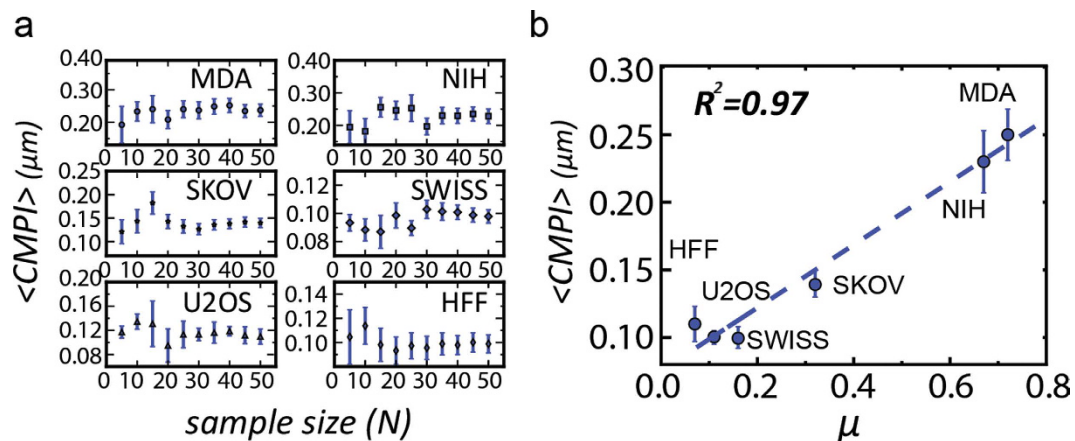 a
b
<CMPI> (µm)
0.40
0.30
0.20
MDA
0 10 20 30 40 50
0.40
0.30
0.20
NIH
0 10 20 30 40 50
0.25
0.20
0.15
0.10
SKOV
0 10 20 30 40 50
0.12
0.10
0.08
SWISS
0 10 20 30 40 50
0.20
0.16
0.12
0.08
U2OS
0 10 20 30 40 50
0.12
0.10
HFF
0 10 20 30 40 50
sample size (N)
<CMPI> (µm)
0.30
0.25
0.20
0.15
0.10
R²=0.97
MDA
NIH
HFF
U2OS
SKOV
SWISS
0.0 0.2 0.4 0.6 0.8
µ